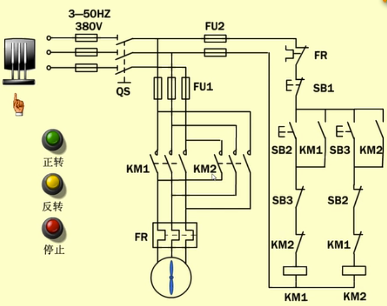 3—50HZ
380V
FU2
QS
FU1
FR
SB1
SB2 KM1 SB3 KM2
KM1
KM2
正转
反转
停止
SB3
SB2
KM2
KM1
FR
KM1
KM2